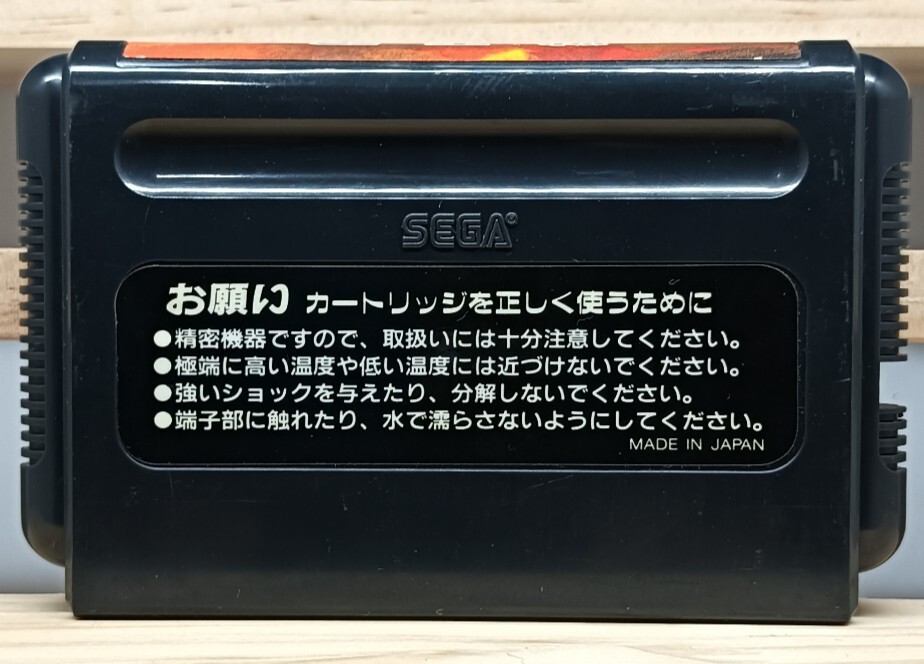 SEGA®
お願い カートリッジを正しく使うために
●精密機器ですので、取扱いには十分注意してください。
●極端に高い温度や低い温度には近づけないでください。
●強いショックを与えたり、分解しないでください。
●端子部に触れたり、水で濡らさないようにしてください。
MADE IN JAPAN